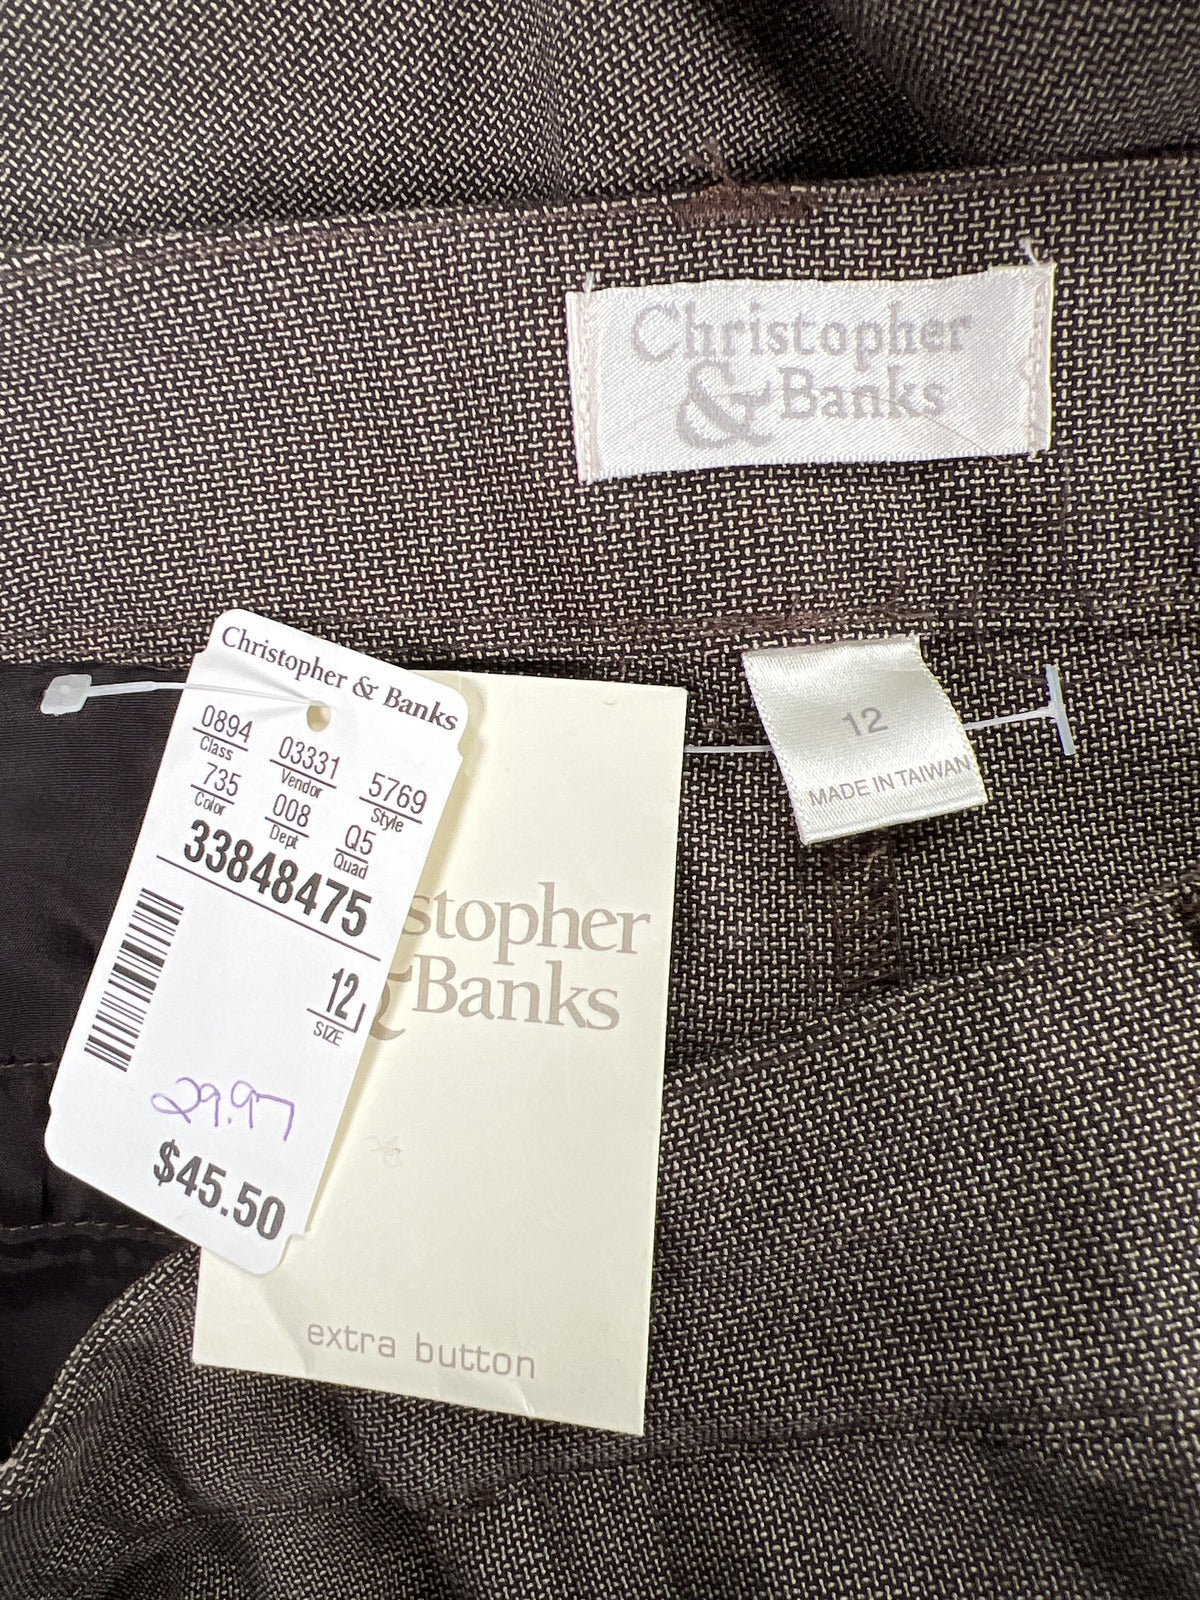 Christopher
& Banks
12
MADE IN TAIWAN
Christopher & Banks
0894 03331 5769
Class Vendor Style
735 008 Q5
Color Dept Quad
33848475
12
SIZE
29.97
$45.50
stopher
& Banks
extra button